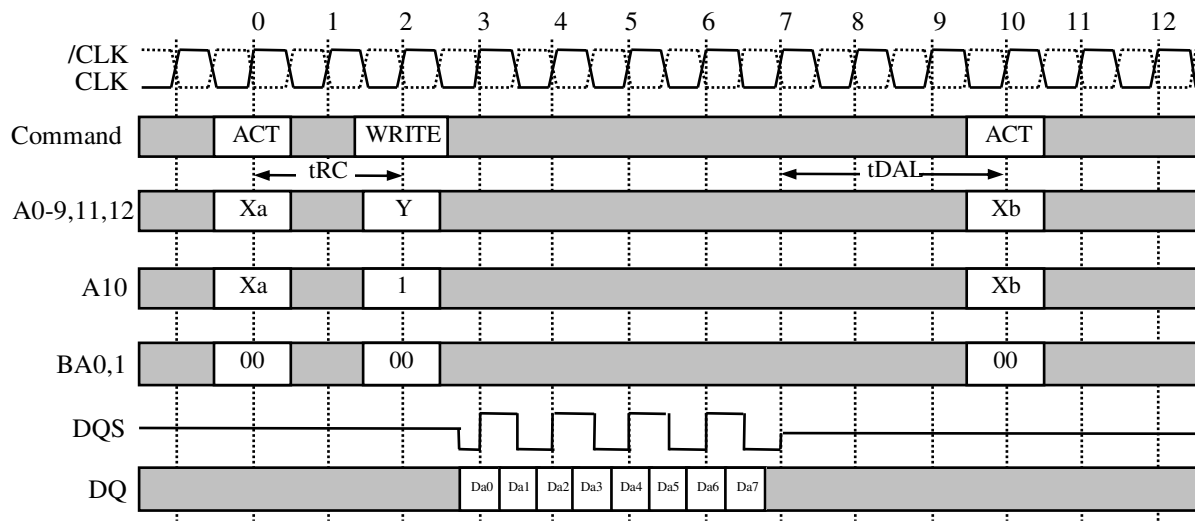 0 1 2 3 4 5 6 7 8 9 10 11 12
/CLK
CLK
Command ACT WRITE ACT
tRC tDAL
A0-9,11,12 Xa Y Xb
A10 Xa 1 Xb
BA0,1 00 00 00
DQS
DQ Da0 Da1 Da2 Da3 Da4 Da5 Da6 Da7